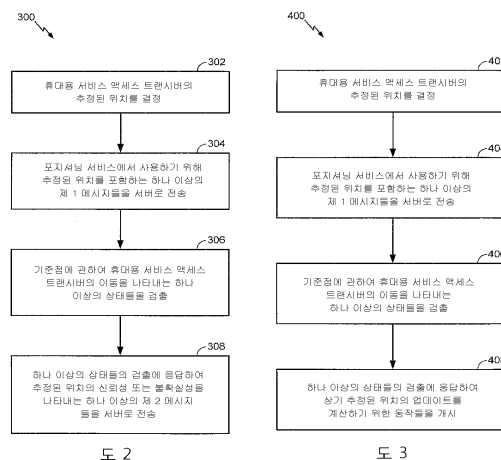 300
302
휴대용 서비스 액세스 트랜시버의
추정된 위치를 결정
304
포지셔닝 서비스에서 사용하기 위해
추정된 위치를 포함하는 하나 이상의
제 1 메시지들을 서버로 전송
306
기준점에 관하여 휴대용 서비스 액세스
트랜시버의 이동을 나타내는 하나
이상의 상태들을 검출
308
하나 이상의 상태들의 검출에 응답하여
추정된 위치의 신뢰성 또는 불확실성을
나타내는 하나 이상의 제 2 메시지
들을 서버로 전송
도 2
400
402
휴대용 서비스 액세스 트랜시버의
추정된 위치를 결정
404
포지셔닝 서비스에서 사용하기 위해
추정된 위치를 포함하는 하나 이상의
제 1 메시지들을 서버로 전송
406
기준점에 관하여 휴대용 서비스 액세스
트랜시버의 이동을 나타내는
하나 이상의 상태들을 검출
408
하나 이상의 상태들의 검출에 응답하여
상기 추정된 위치의 업데이트를
계산하기 위한 동작들을 개시
도 3